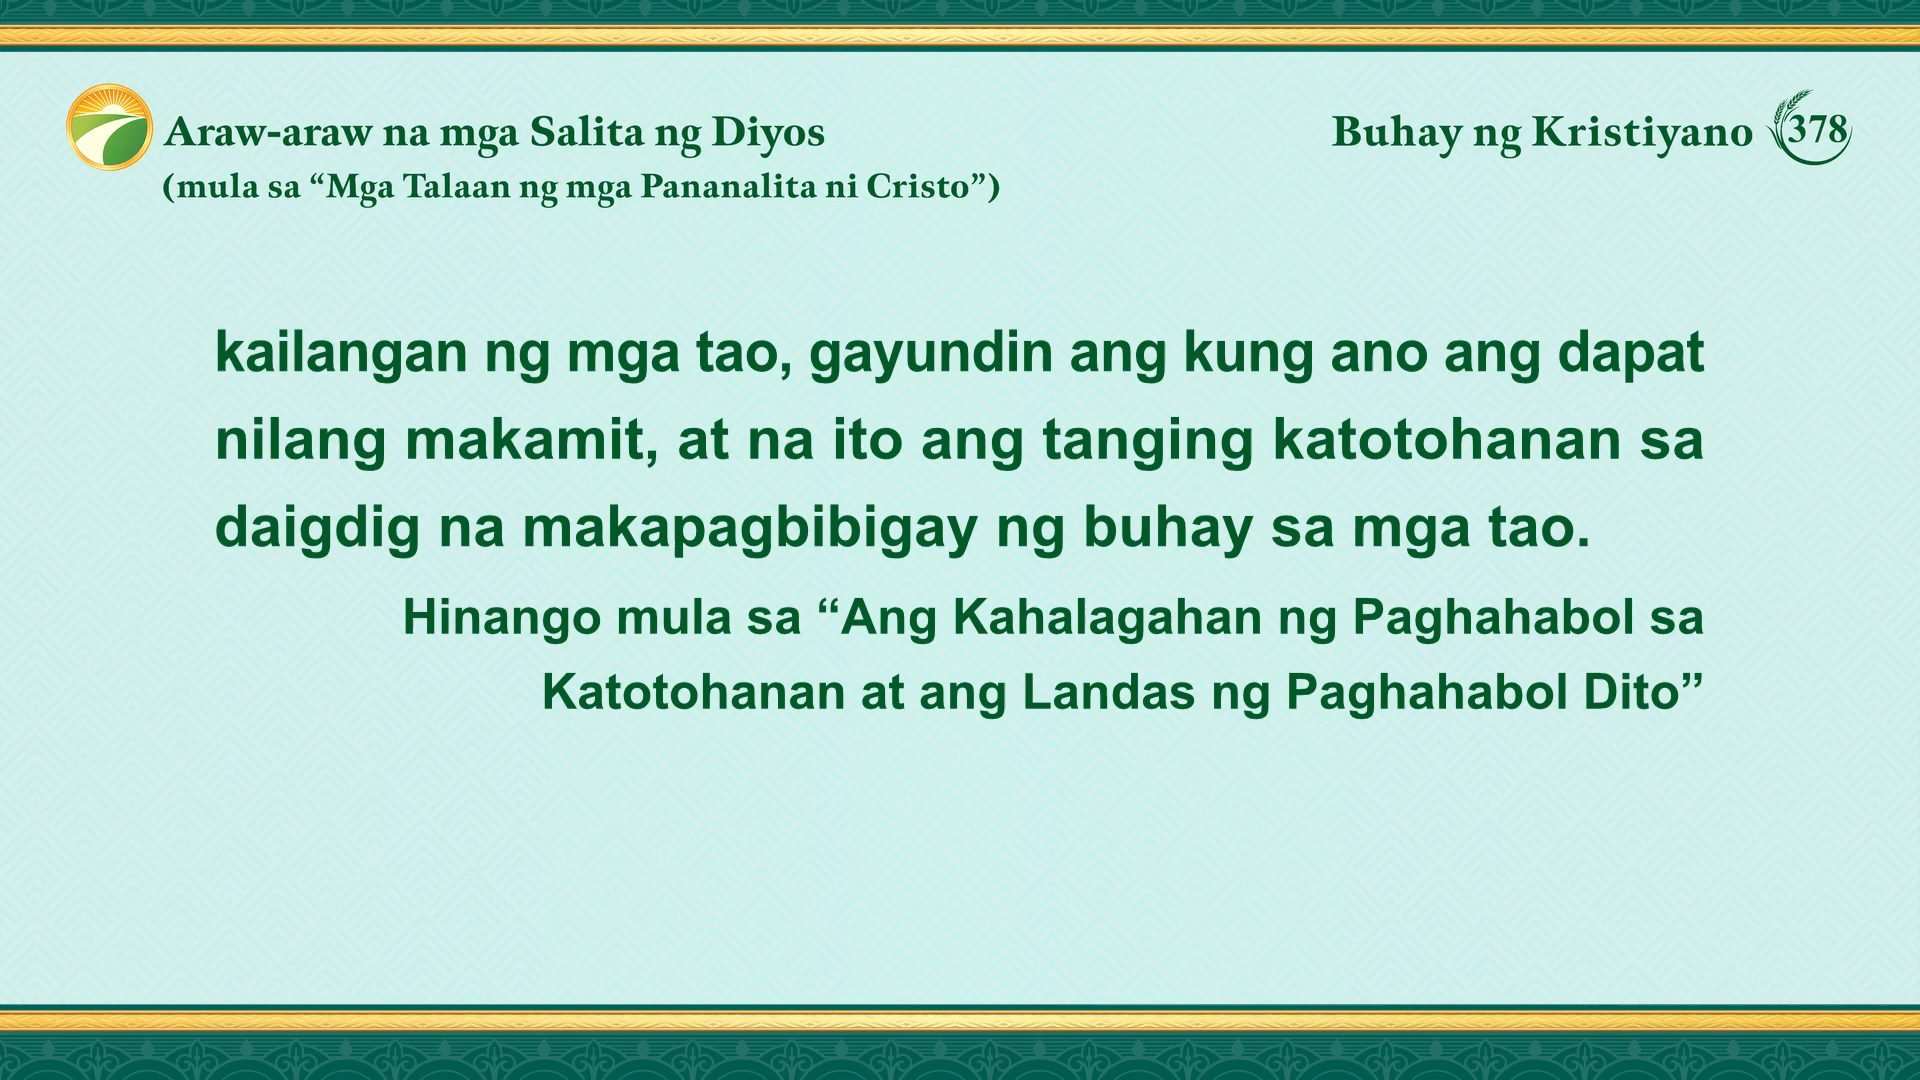 Araw-araw na mga Salita ng Diyos
(mula sa “Mga Talaan ng mga Pananalita ni Cristo”)
Buhay ng Kristiyano 378
kailangan ng mga tao, gayundin ang kung ano ang dapat
nilang makamit, at na ito ang tanging katotohanan sa
daigdig na makapagbibigay ng buhay sa mga tao.
Hinango mula sa “Ang Kahalagahan ng Paghahabol sa
Katotohanan at ang Landas ng Paghahabol Dito”